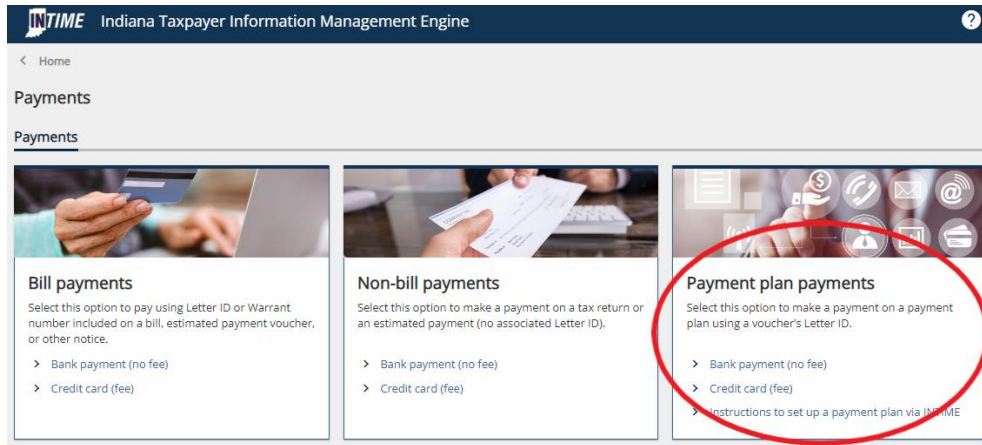 INTIME Indiana Taxpayer Information Management Engine ?
< Home
Payments
Payments
Bill payments
Select this option to pay using Letter ID or Warrant
number included on a bill, estimated payment voucher,
or other notice.
> Bank payment (no fee)
> Credit card (fee)
Non-bill payments
Select this option to make a payment on a tax return or
an estimated payment (no associated Letter ID).
> Bank payment (no fee)
> Credit card (fee)
Payment plan payments
Select this option to make a payment on a payment
plan using a voucher's Letter ID.
> Bank payment (no fee)
> Credit card (fee)
> Instructions to set up a payment plan via INTIME